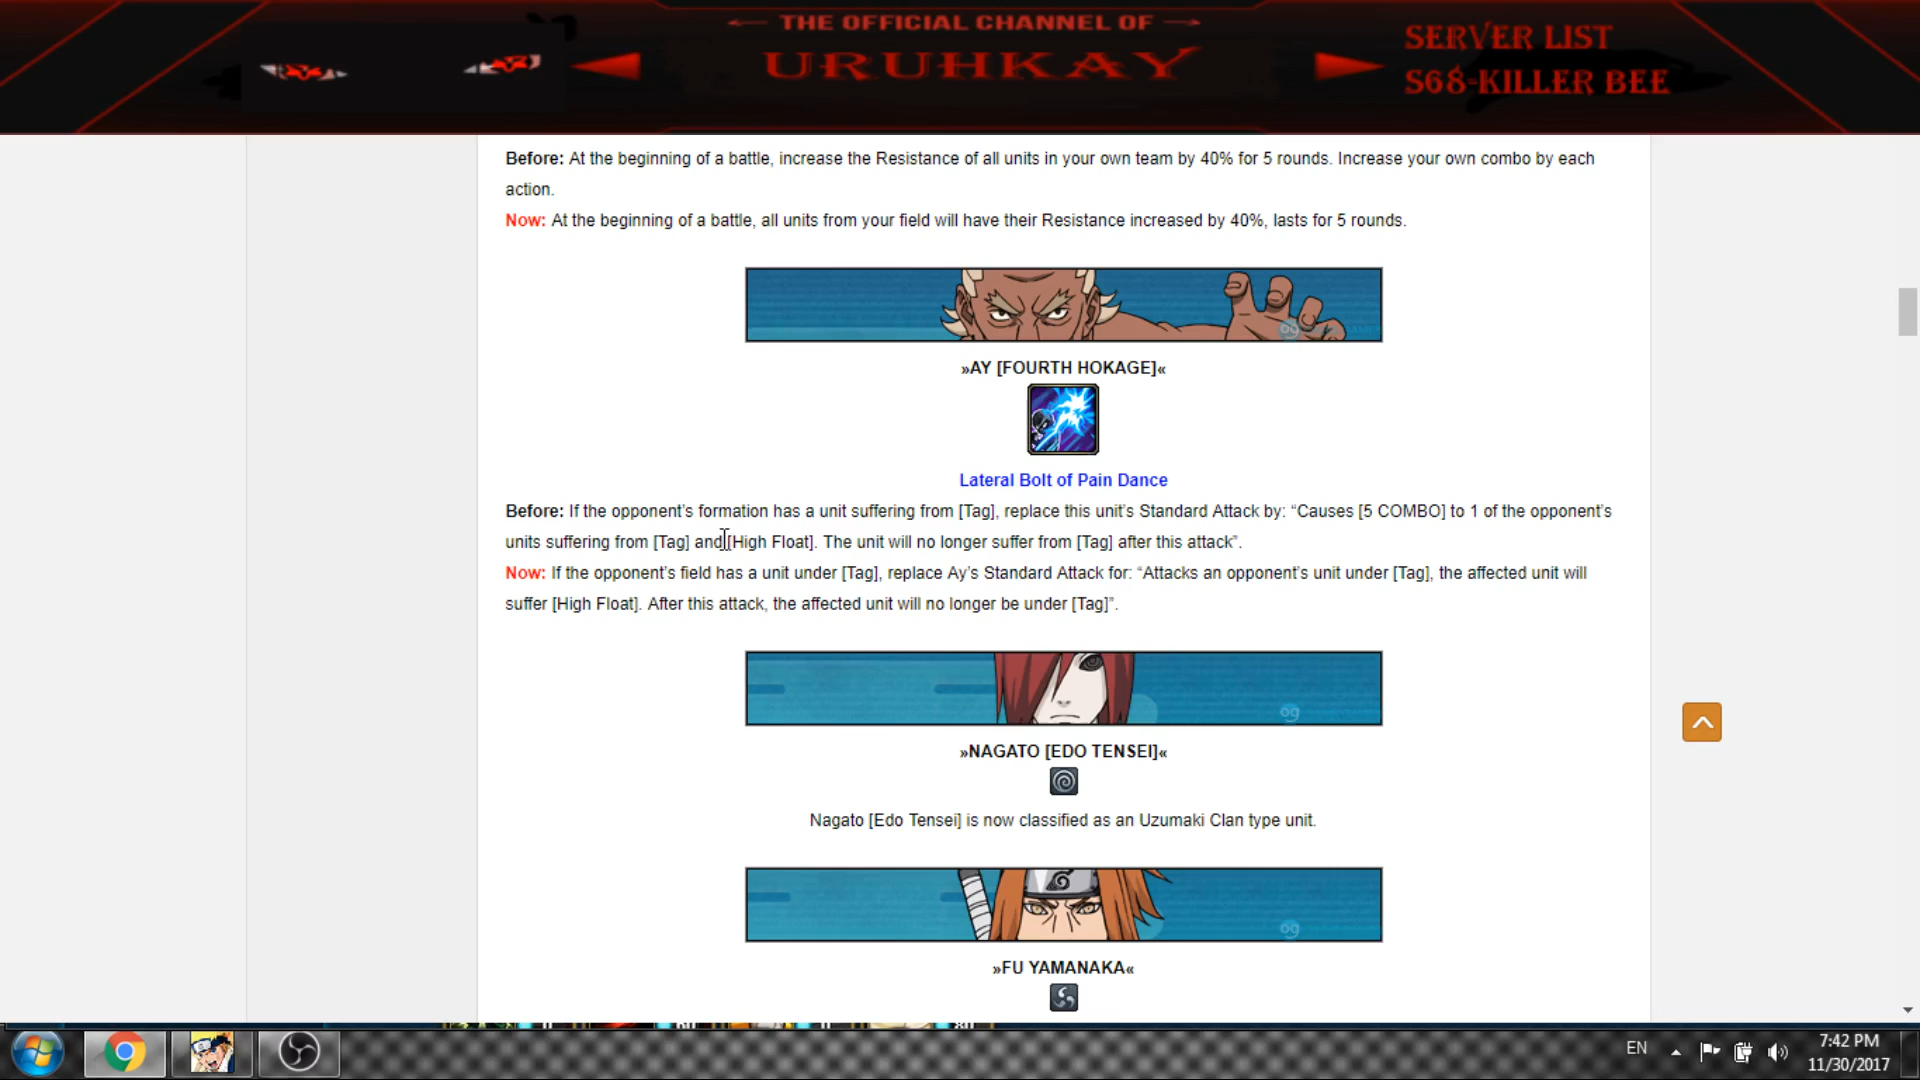 THE OFFICIAL CHANNEL OF
URUHKAY
SERVER LIST
S68-KILLER BEE
Before: At the beginning of a battle, increase the Resistance of all units in your own team by 40% for 5 rounds. Increase your own combo by each
action.
Now: At the beginning of a battle, all units from your field will have their Resistance increased by 40%, lasts for 5 rounds.
»AY [FOURTH HOKAGE]«
Lateral Bolt of Pain Dance
Before: If the opponent’s formation has a unit suffering from [Tag], replace this unit’s Standard Attack by: “Causes [5 COMBO] to 1 of the opponent’s
units suffering from [Tag] and [High Float]. The unit will no longer suffer from [Tag] after this attack”.
Now: If the opponent’s field has a unit under [Tag], replace Ay’s Standard Attack for: “Attacks an opponent’s unit under [Tag], the affected unit will
suffer [High Float]. After this attack, the affected unit will no longer be under [Tag]”.
»NAGATO [EDO TENSEI]«
Nagato [Edo Tensei] is now classified as an Uzumaki Clan type unit.
»FU YAMANAKA«
EN
7:42 PM
11/30/2017